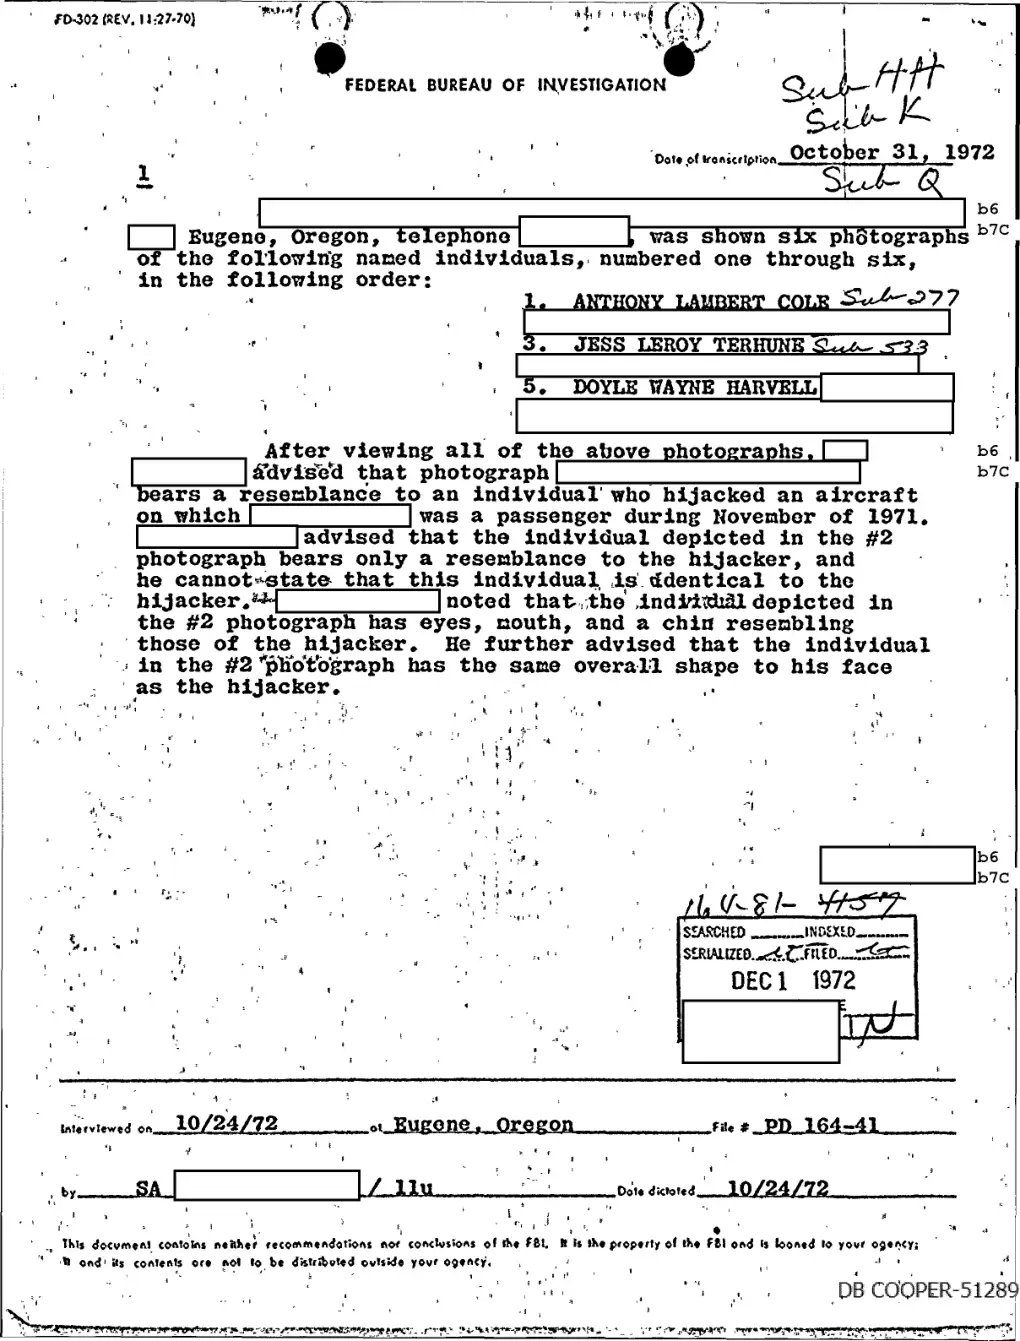 FD-302 (REV. 11-27-70)
FEDERAL BUREAU OF INVESTIGATION
Sub HH
Sub K
Date of transcription October 31, 1972
1
Sub Q
b6
b7C
Eugene, Oregon, telephone , was shown six photographs
of the following named individuals, numbered one through six,
in the following order:
1. ANTHONY LAMBERT COLE Sub 277
3. JESS LEROY TERHUNE Sub 533
5. DOYLE WAYNE HARVELL
After viewing all of the above photographs,
b6
b7C
advised that photograph
bears a resemblance to an individual who hijacked an aircraft
on which was a passenger during November of 1971.
advised that the individual depicted in the #2
photograph bears only a resemblance to the hijacker, and
he cannot state that this individual is identical to the
hijacker. noted that the individual depicted in
the #2 photograph has eyes, mouth, and a chin resembling
those of the hijacker. He further advised that the individual
in the #2 photograph has the same overall shape to his face
as the hijacker.
b6
b7C
164-81-4157
SEARCHED INDEXED
SERIALIZED FILED
DEC 1 1972
Interviewed on 10/24/72 at Eugene, Oregon File # PD 164-41
by SA / llu Date dictated 10/24/72
This document contains neither recommendations nor conclusions of the FBI. It is the property of the FBI and is loaned to your agency;
it and its contents are not to be distributed outside your agency.
DB COOPER-51289